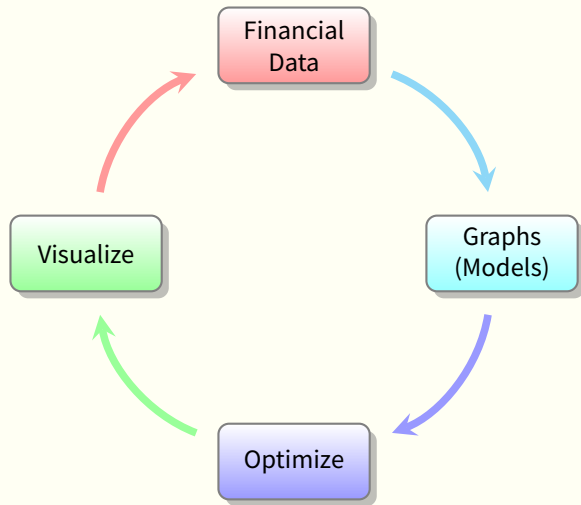 Financial
Data
Graphs
(Models)
Visualize
Optimize